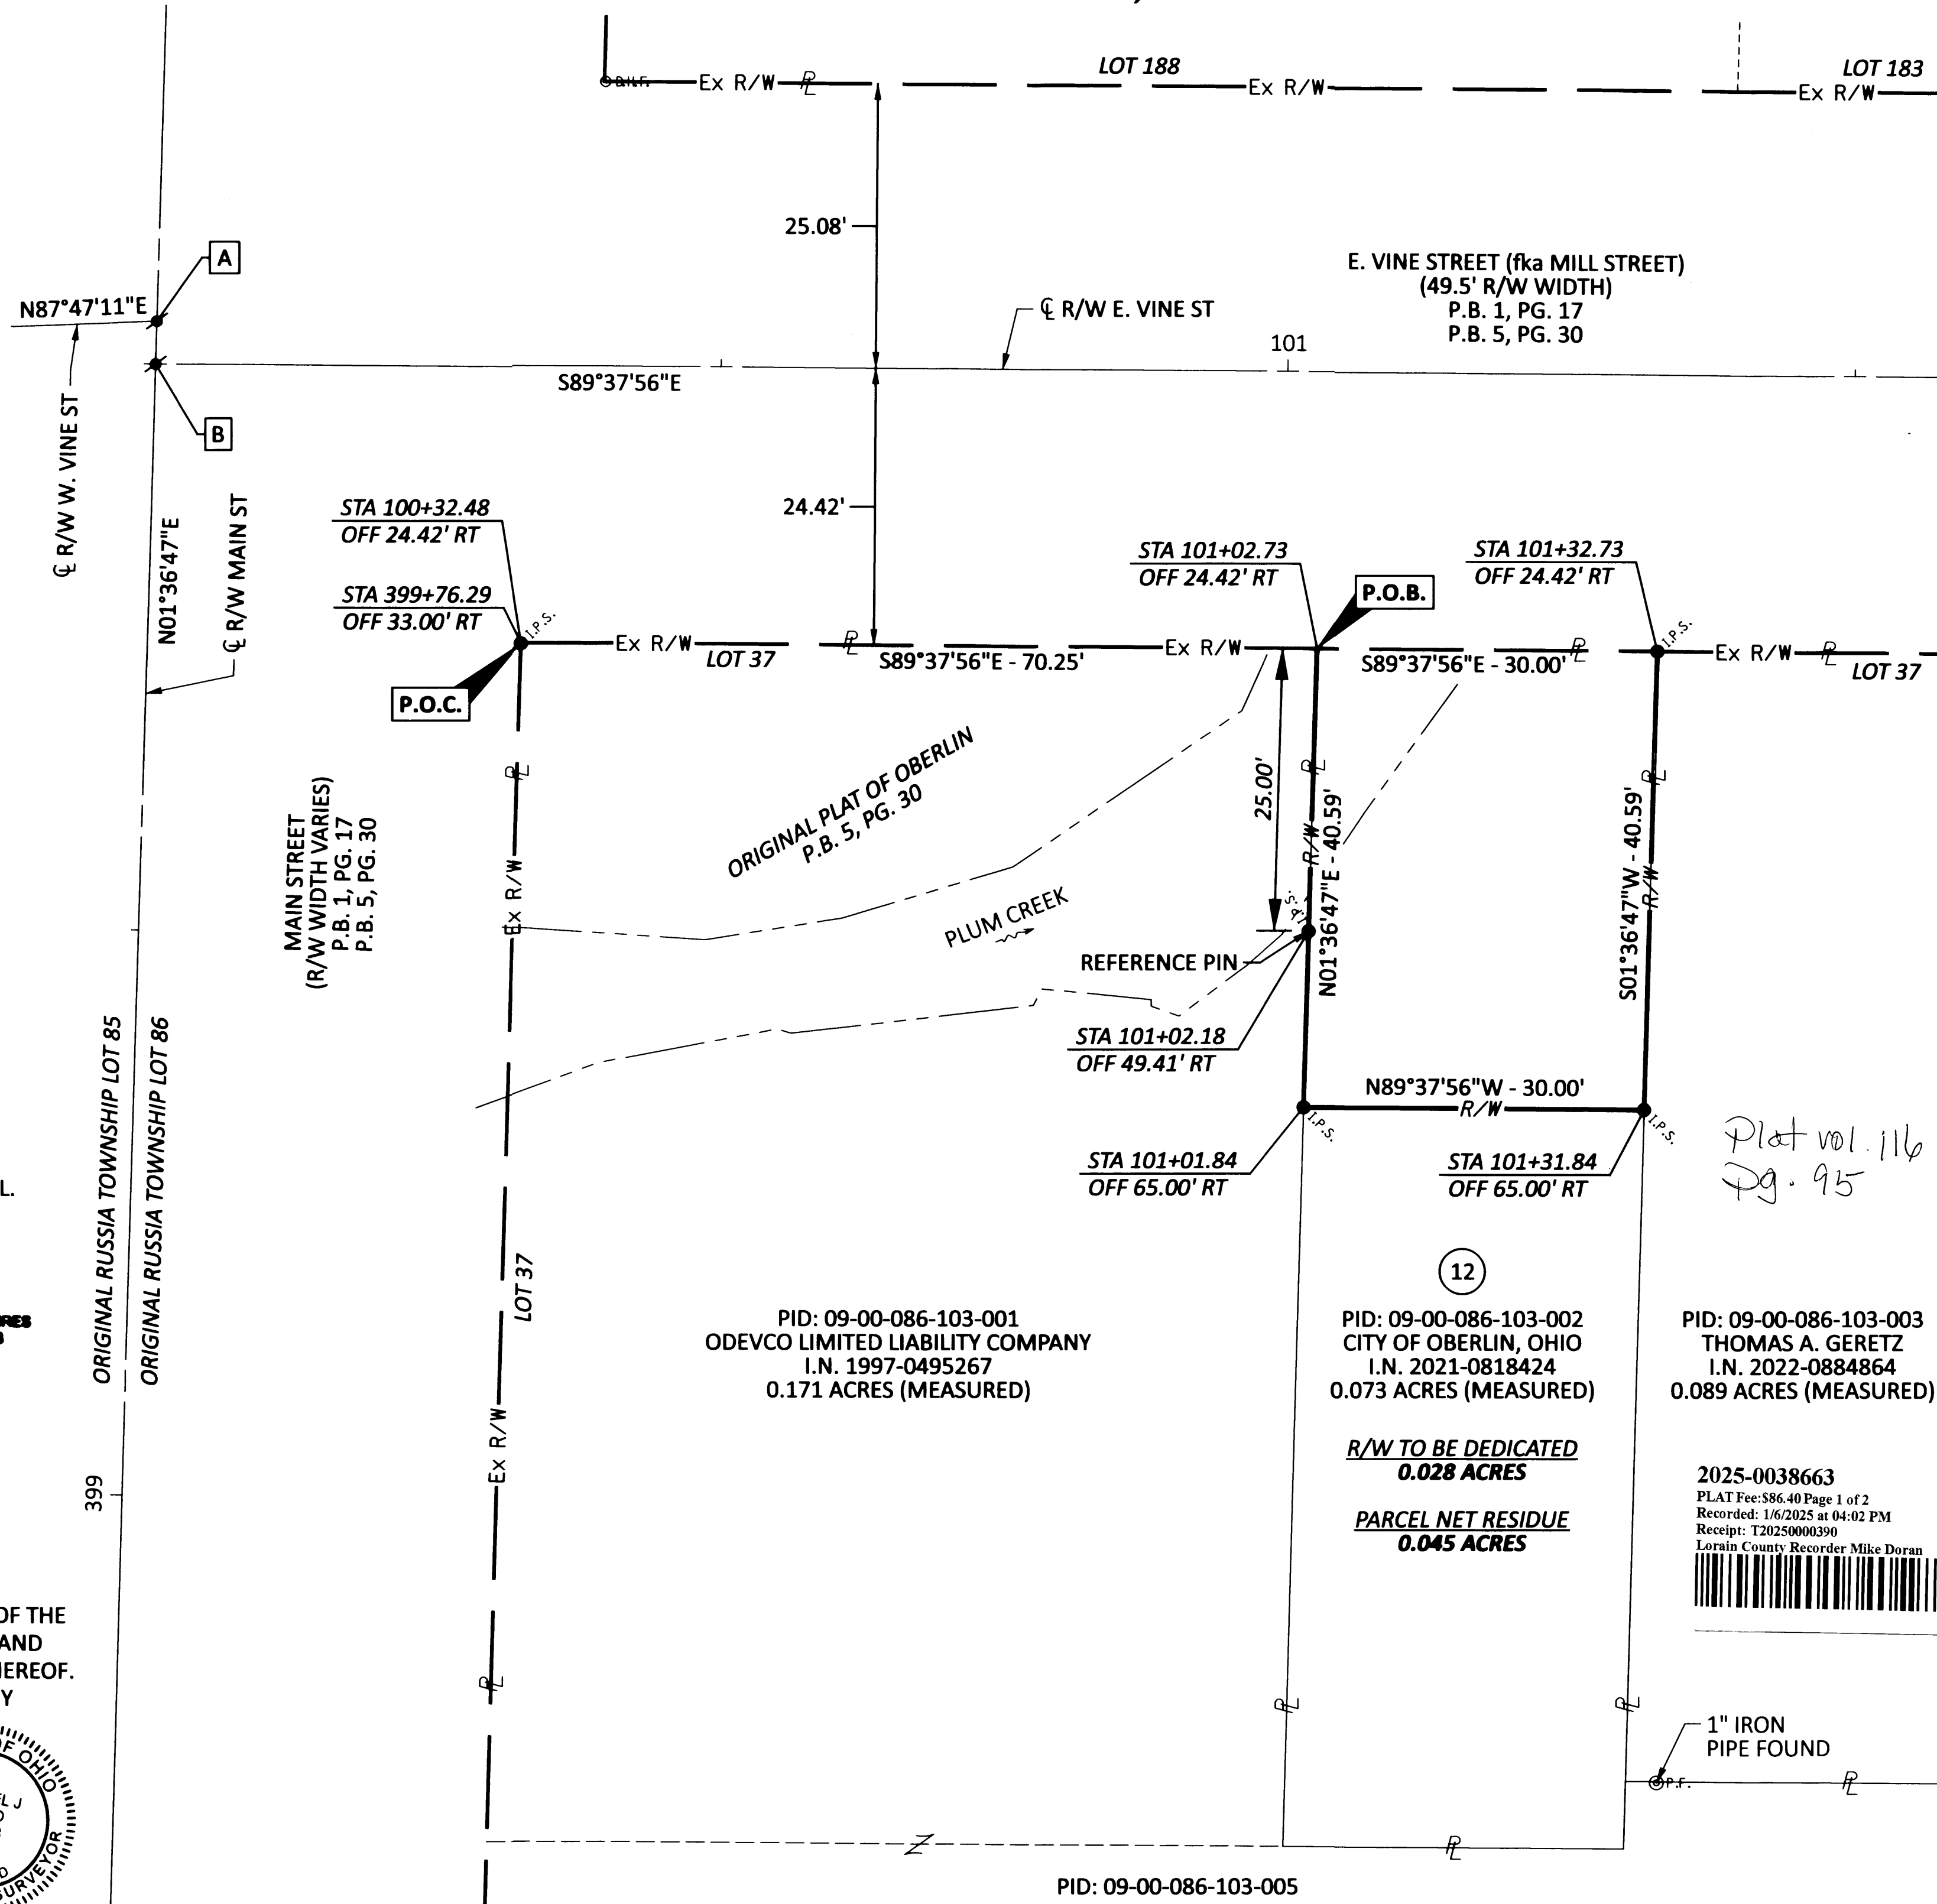 LOT 188
LOT 183
D.H.F.
Ex R/W
Ex R/W
Ex R/W
25.08'
A
N87°47'11"E
℄ R/W W. VINE ST
B
S89°37'56"E
℄ R/W E. VINE ST
E. VINE STREET (fka MILL STREET)
(49.5' R/W WIDTH)
P.B. 1, PG. 17
P.B. 5, PG. 30
101
N01°36'47"E
℄ R/W MAIN ST
24.42'
STA 100+32.48
OFF 24.42' RT
STA 399+76.29
OFF 33.00' RT
I.P.S.
P.O.C.
Ex R/W
LOT 37
S89°37'56"E - 70.25'
Ex R/W
STA 101+02.73
OFF 24.42' RT
P.O.B.
STA 101+32.73
OFF 24.42' RT
I.P.S.
S89°37'56"E - 30.00'
Ex R/W
LOT 37
25.00'
MAIN STREET
(R/W WIDTH VARIES)
P.B. 1, PG. 17
P.B. 5, PG. 30
Ex R/W
ORIGINAL PLAT OF OBERLIN
P.B. 5, PG. 30
PLUM CREEK
R/W
N01°36'47"E - 40.59'
S01°36'47"W - 40.59'
R/W
I.P.S.
REFERENCE PIN
STA 101+02.18
OFF 49.41' RT
N89°37'56"W - 30.00'
R/W
I.P.S.
I.P.S.
STA 101+01.84
OFF 65.00' RT
STA 101+31.84
OFF 65.00' RT
Plat vol. 116
pg. 95
ORIGINAL RUSSIA TOWNSHIP LOT 85
ORIGINAL RUSSIA TOWNSHIP LOT 86
L.
LOT 37
Ex R/W
399
PID: 09-00-086-103-001
ODEVCO LIMITED LIABILITY COMPANY
I.N. 1997-0495267
0.171 ACRES (MEASURED)
12
PID: 09-00-086-103-002
CITY OF OBERLIN, OHIO
I.N. 2021-0818424
0.073 ACRES (MEASURED)
R/W TO BE DEDICATED
0.028 ACRES
PARCEL NET RESIDUE
0.045 ACRES
PID: 09-00-086-103-003
THOMAS A. GERETZ
I.N. 2022-0884864
0.089 ACRES (MEASURED)
2025-0038663
PLAT Fee:$86.40 Page 1 of 2
Recorded: 1/6/2025 at 04:02 PM
Receipt: T20250000390
Lorain County Recorder Mike Doran
OF THE
AND
HEREOF.
Y
OF OHIO
SURVEYOR
1" IRON
PIPE FOUND
P.F.
PID: 09-00-086-103-005